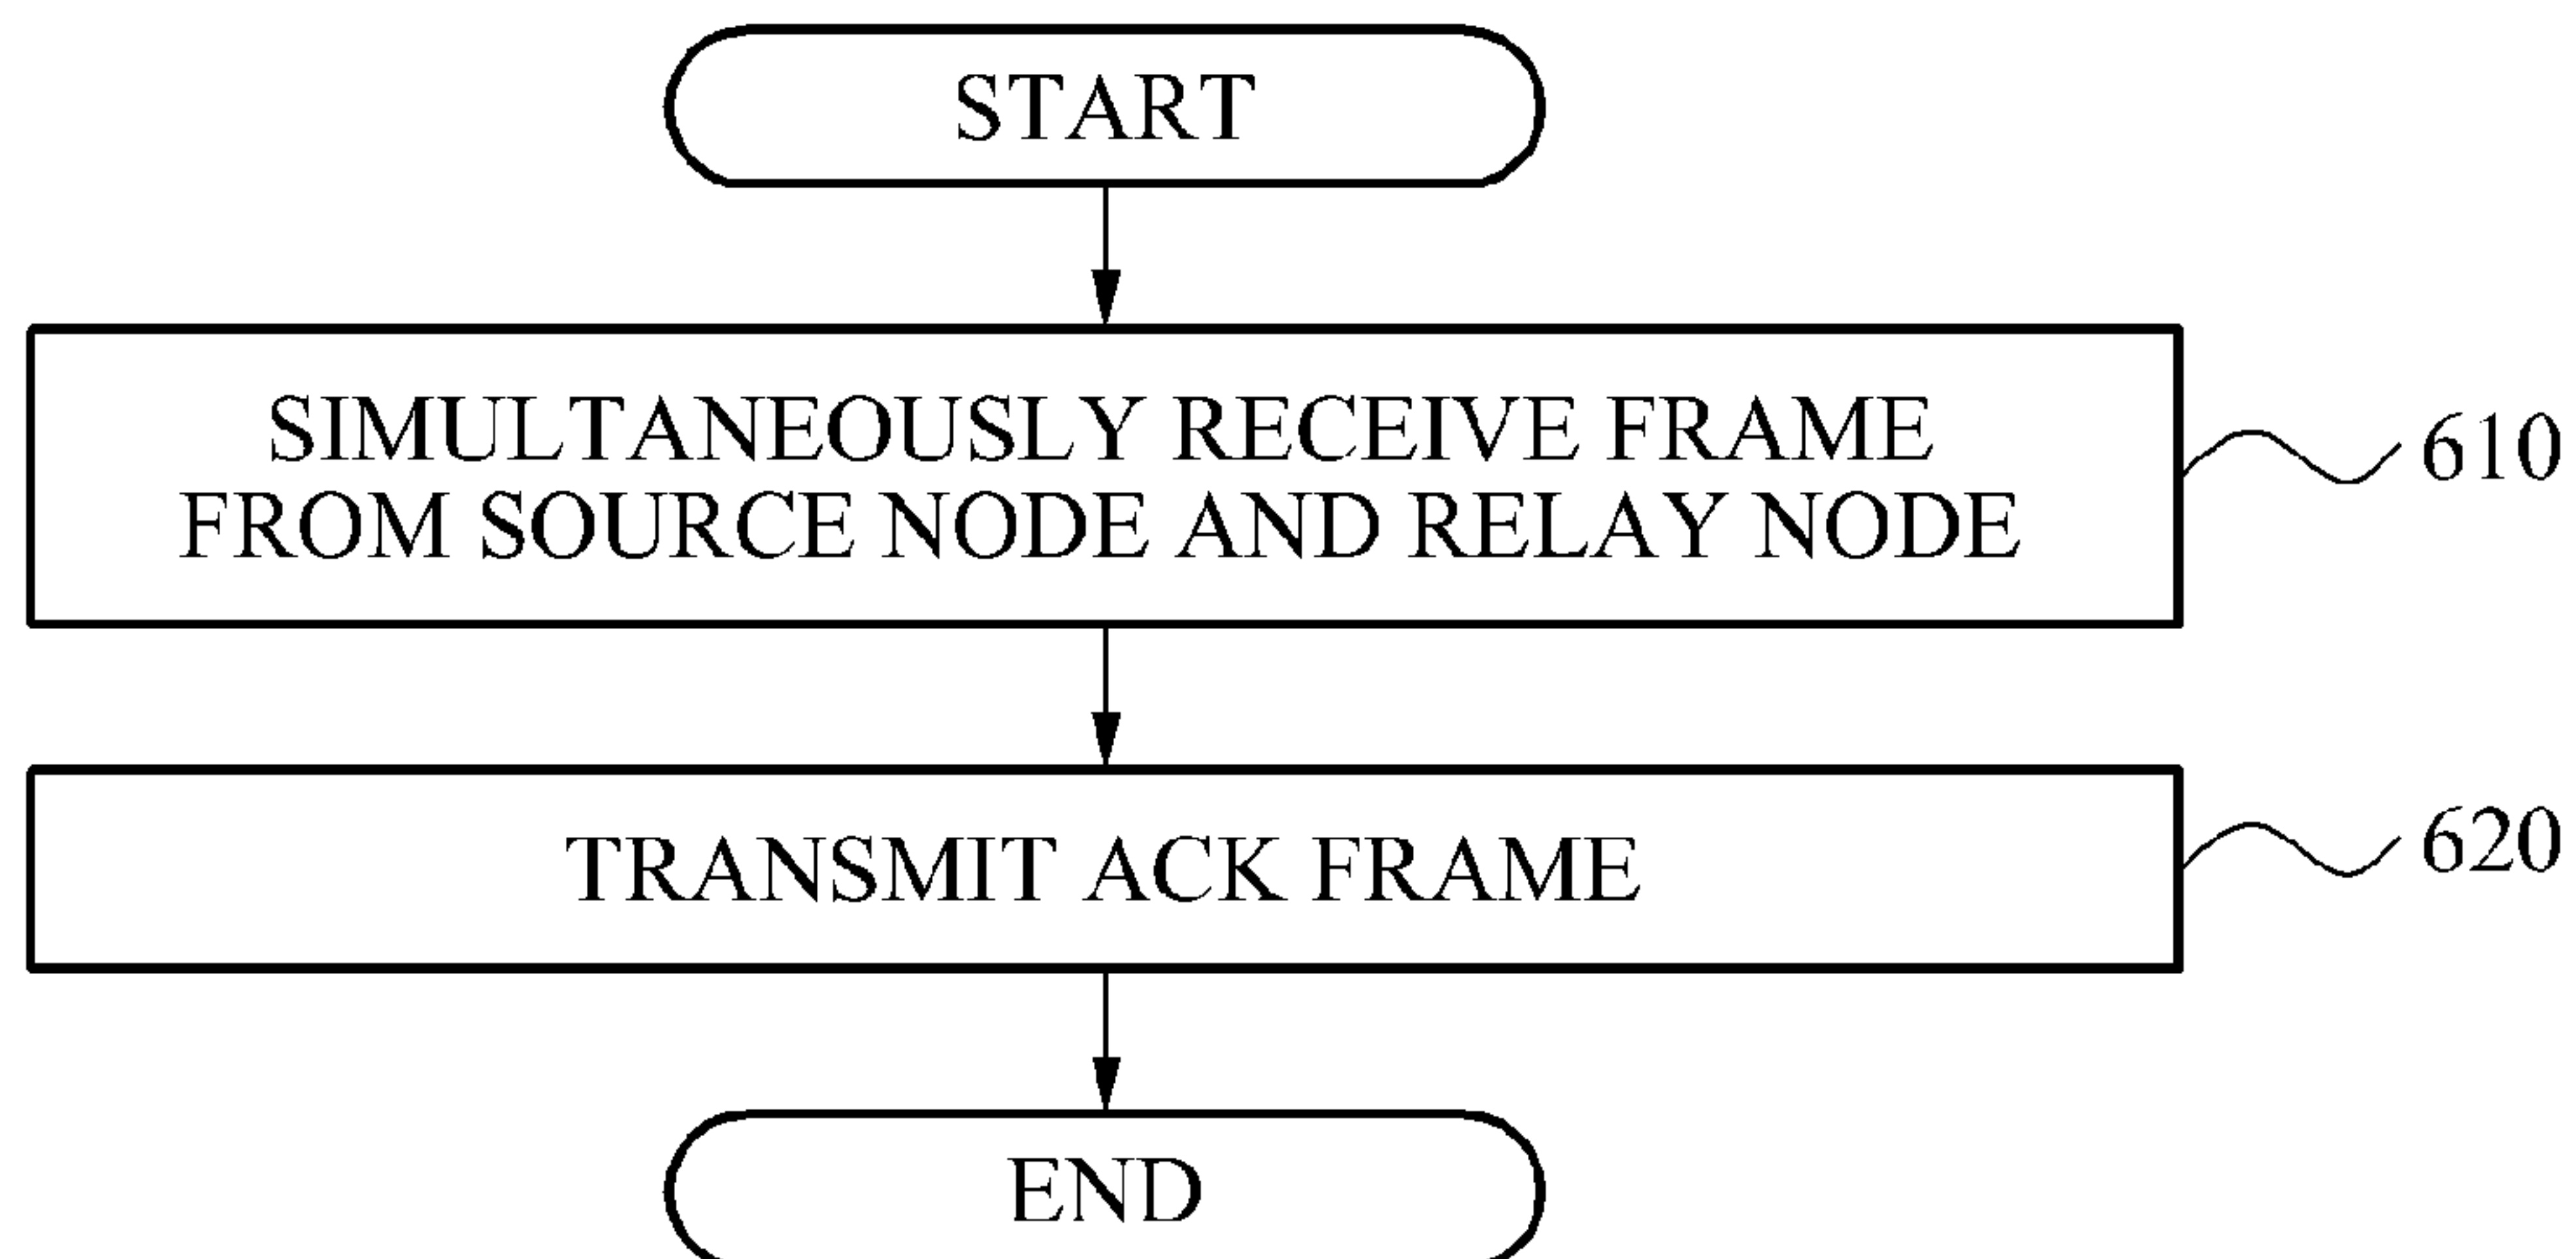 START
SIMULTANEOUSLY RECEIVE FRAME
FROM SOURCE NODE AND RELAY NODE
610
TRANSMIT ACK FRAME
620
END